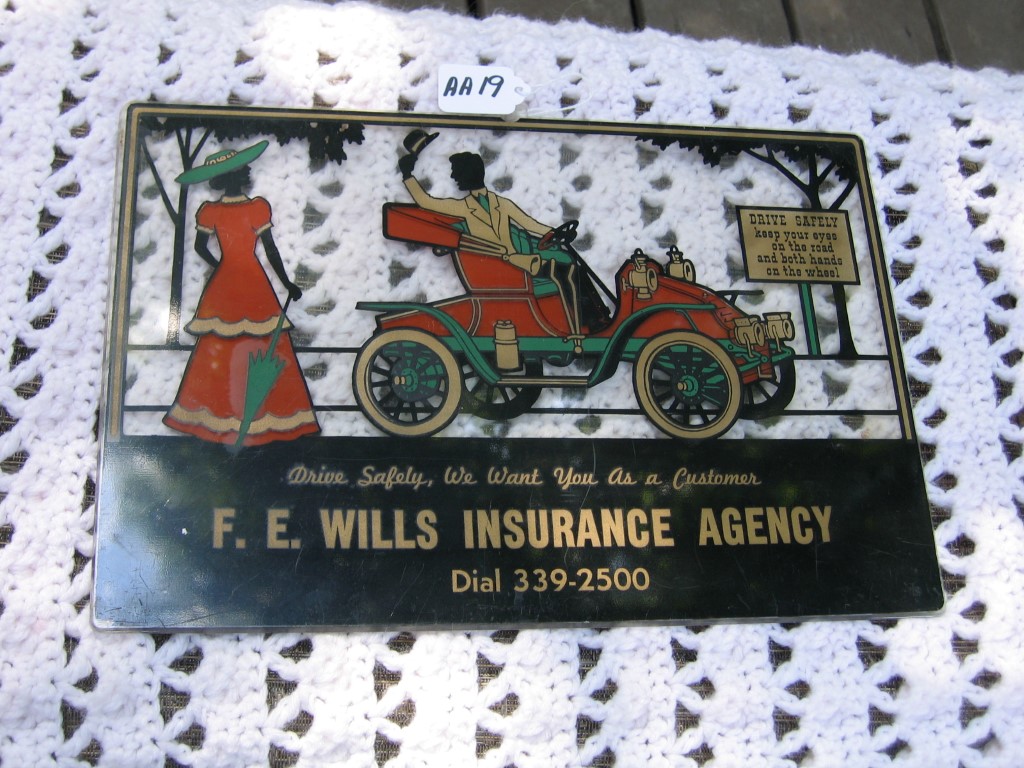 AA19
DRIVE SAFELY
keep your eyes
on the road
and both hands
on the wheel
Drive Safely, We Want You As a Customer
F. E. WILLS INSURANCE AGENCY
Dial 339-2500